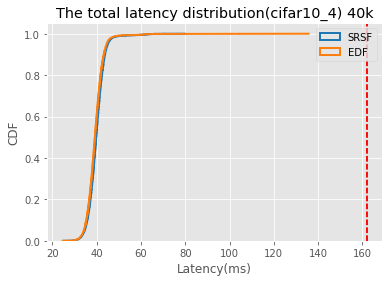 The total latency distribution(cifar10_4) 40k
SRSF
EDF
1.0
0.8
0.6
0.4
0.2
0.0
CDF
20 40 60 80 100 120 140 160
Latency(ms)